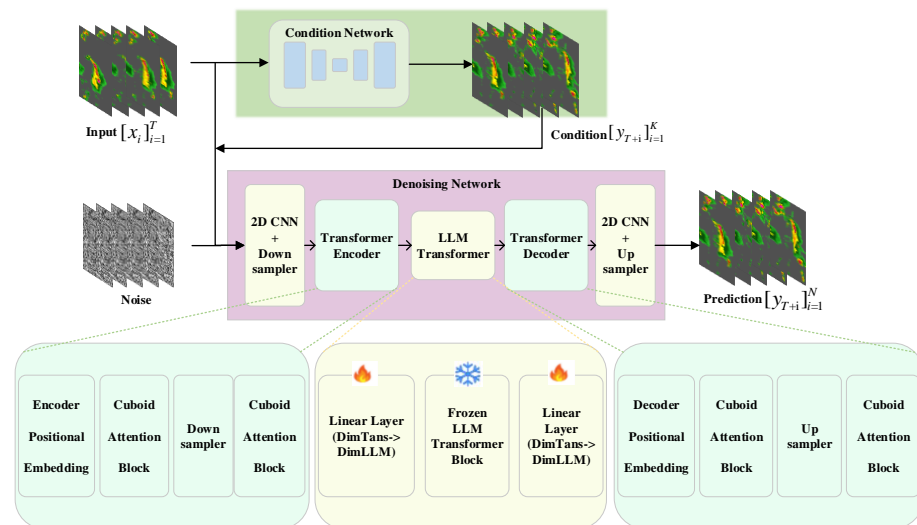 Condition Network
Input [x_i]_{i=1}^{T}
Condition [y_{T+i}]_{i=1}^{K}
Denoising Network
2D CNN
+
Down
sampler
Transformer
Encoder
LLM
Transformer
Transformer
Decoder
2D CNN
+
Up
sampler
Noise
Prediction [y_{T+i}]_{i=1}^{N}
Encoder
Positional
Embedding
Cuboid
Attention
Block
Down
sampler
Cuboid
Attention
Block
Linear Layer
(DimTans->
DimLLM)
Frozen
LLM
Transformer
Block
Linear
Layer
(DimTans->
DimLLM)
Decoder
Positional
Embedding
Cuboid
Attention
Block
Up
sampler
Cuboid
Attention
Block